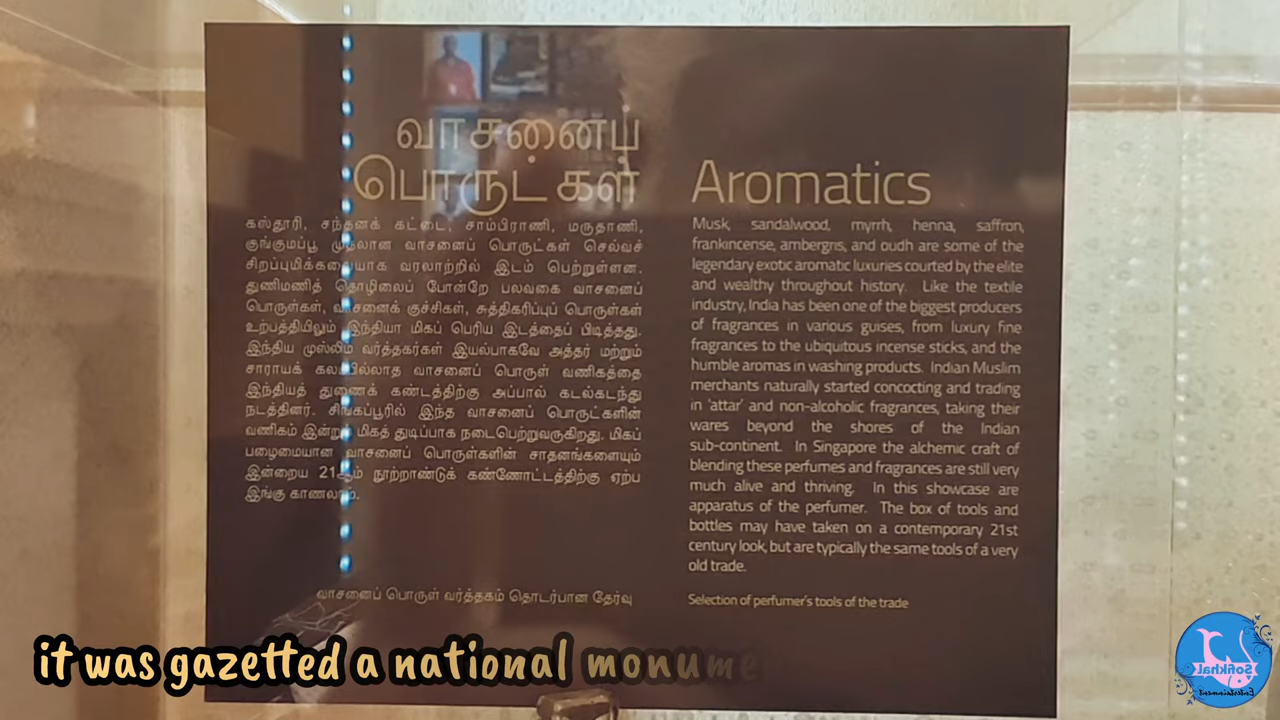 வாசனைப்
பொருட்கள்
கஸ்தூரி, சந்தனக் கட்டை, சாம்பிராணி, மருதாணி,
குங்குமப்பூ முதலான வாசனைப் பொருட்கள் செல்வச்
சிறப்புமிக்கவையாக வரலாற்றில் இடம் பெற்றுள்ளன.
துணிமணித் தொழிலைப் போன்றே பலவகை வாசனைப்
பொருள்கள், வாசனைக் குச்சிகள், சுத்திகரிப்புப் பொருள்கள்
உற்பத்தியிலும் இந்தியா மிகப் பெரிய இடத்தைப் பிடித்தது.
இந்திய முஸ்லிம் வர்த்தகர்கள் இயல்பாகவே அத்தர் மற்றும்
சாராயக் கலப்பில்லாத வாசனைப் பொருள் வணிகத்தை
இந்தியத் துணைக் கண்டத்திற்கு அப்பால் கடல்கடந்து
நடத்தினர். சிங்கப்பூரில் இந்த வாசனைப் பொருட்களின்
வணிகம் இன்றும் மிகத் துடிப்பாக நடைபெற்றுவருகிறது. மிகப்
பழைமையான வாசனைப் பொருள்களின் சாதனங்களையும்
இன்றைய 21ஆம் நூற்றாண்டுக் கண்ணோட்டத்திற்கு ஏற்ப
இங்கு காணலாம்.
வாசனைப் பொருள் வர்த்தகம் தொடர்பான தேர்வு
Aromatics
Musk, sandalwood, myrrh, henna, saffron,
frankincense, ambergris, and oudh are some of the
legendary exotic aromatic luxuries courted by the elite
and wealthy throughout history. Like the textile
industry, India has been one of the biggest producers
of fragrances in various guises, from luxury fine
fragrances to the ubiquitous incense sticks, and the
humble aromas in washing products. Indian Muslim
merchants naturally started concocting and trading
in 'attar' and non-alcoholic fragrances, taking their
wares beyond the shores of the Indian
sub-continent. In Singapore the alchemic craft of
blending these perfumes and fragrances are still very
much alive and thriving. In this showcase are
apparatus of the perfumer. The box of tools and
bottles may have taken on a contemporary 21st
century look, but are typically the same tools of a very
old trade.
Selection of perfumer's tools of the trade
it was gazetted a national monume
Sofikhal
Entertainment